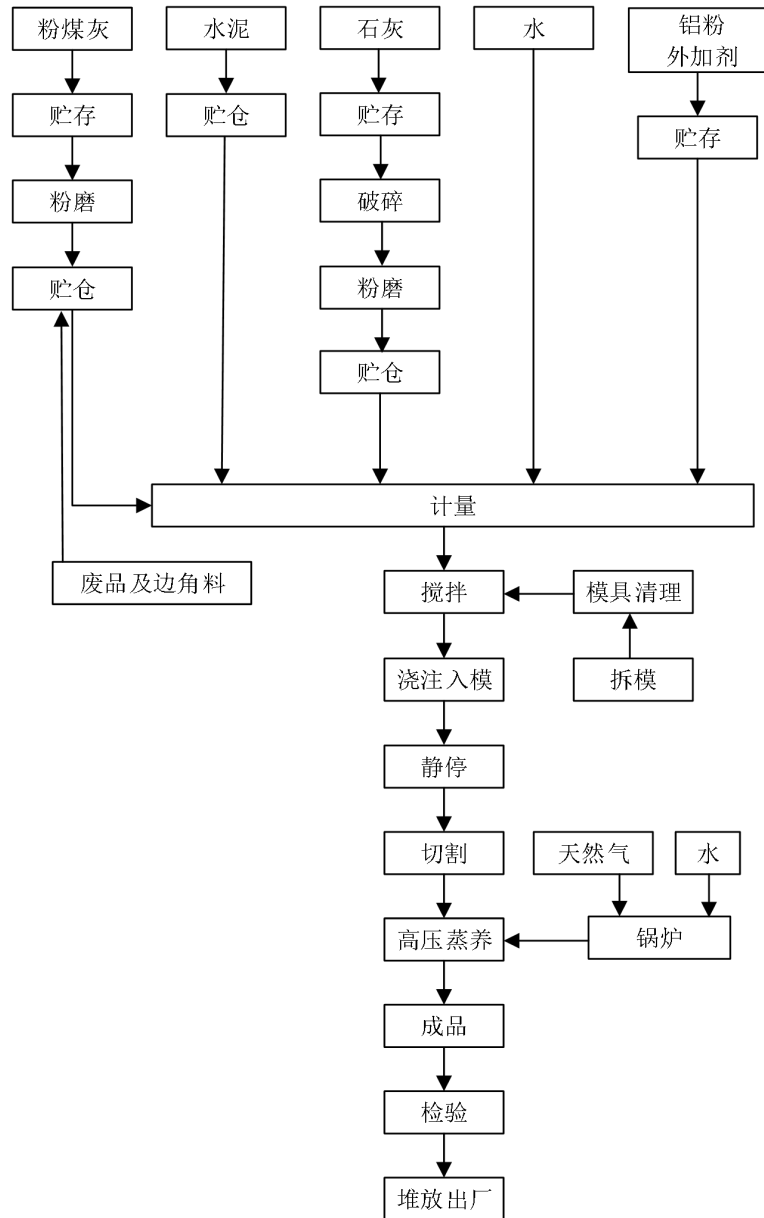 粉煤灰
水泥
石灰
水
铝粉
外加剂
贮存
贮仓
贮存
贮存
粉磨
破碎
贮仓
粉磨
贮仓
计量
废品及边角料
搅拌
模具清理
浇注入模
拆模
静停
切割
天然气
水
高压蒸养
锅炉
成品
检验
堆放出厂